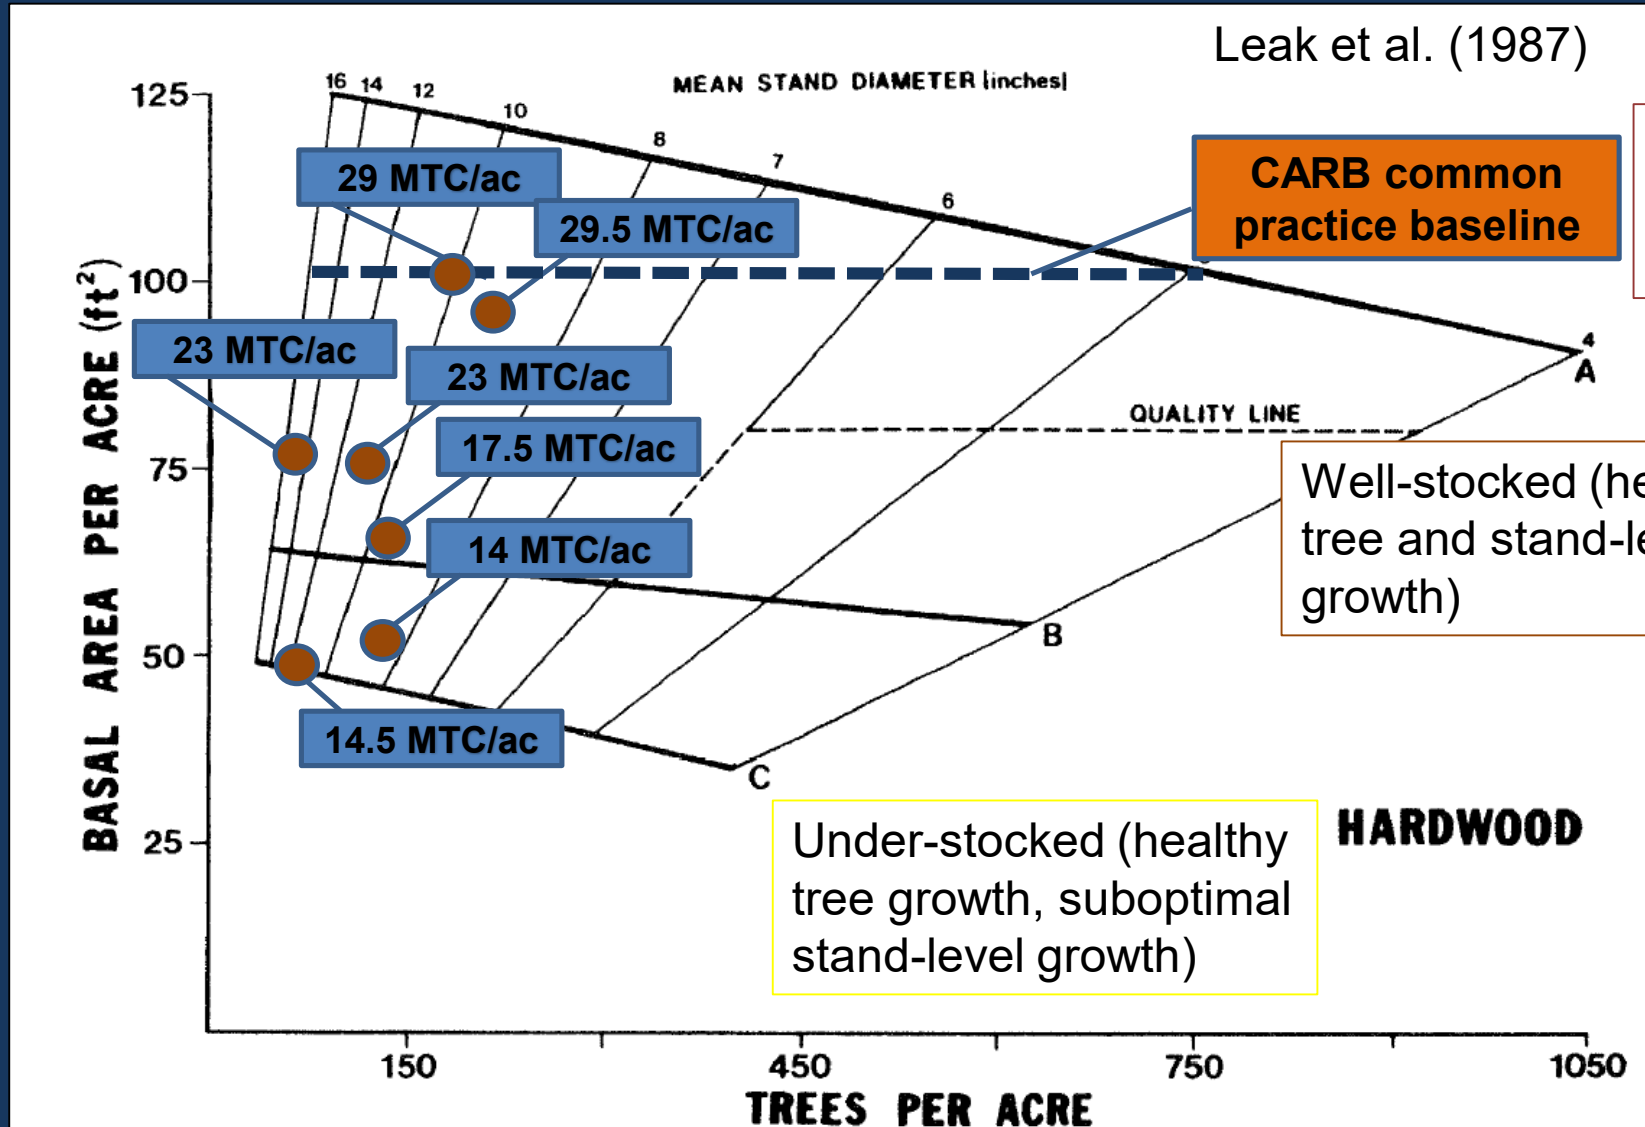 Leak et al. (1987)
MEAN STAND DIAMETER (inches)
16 14 12 10 8 7 6 4
125
100
75
50
25
BASAL AREA PER ACRE (ft²)
29 MTC/ac
29.5 MTC/ac
CARB common
practice baseline
23 MTC/ac
23 MTC/ac
17.5 MTC/ac
14 MTC/ac
14.5 MTC/ac
QUALITY LINE
A
B
C
Well-stocked (he
tree and stand-le
growth)
Under-stocked (healthy
tree growth, suboptimal
stand-level growth)
HARDWOOD
150 450 750 1050
TREES PER ACRE